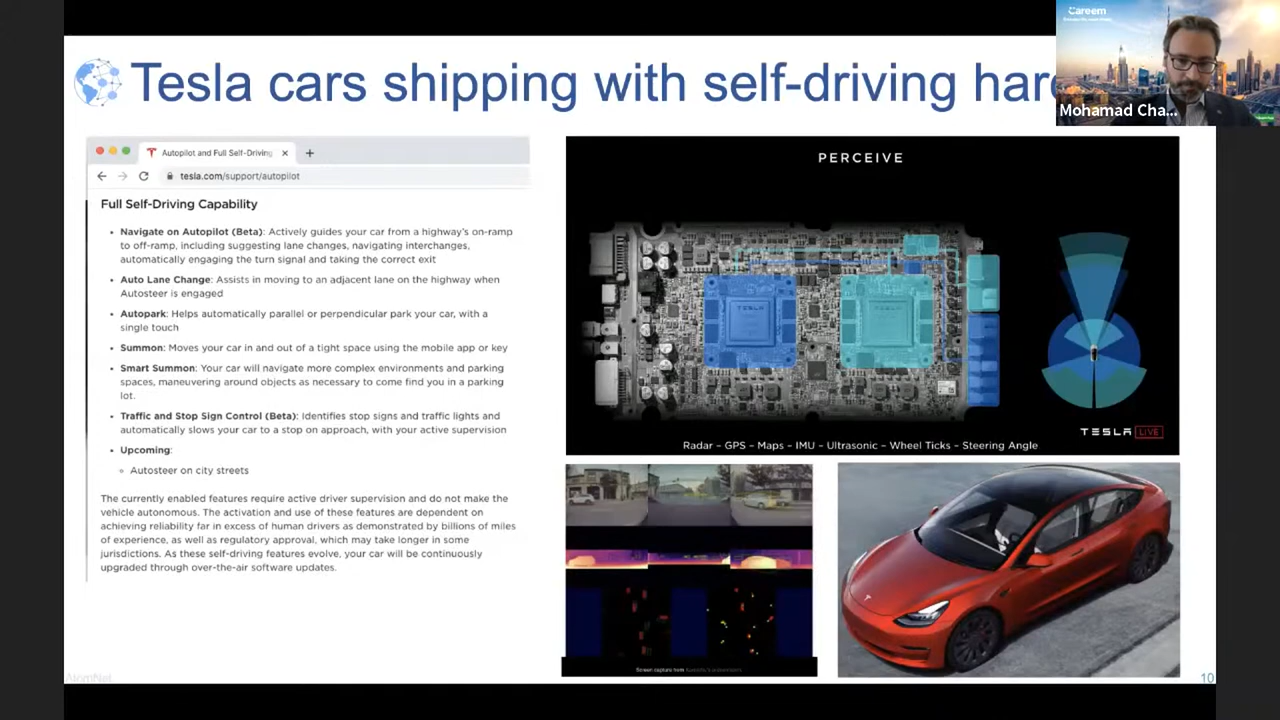 Careem
Mohamad Cha...
Tesla cars shipping with self-driving har
Autopilot and Full Self-Driving
tesla.com/support/autopilot
Full Self-Driving Capability
• Navigate on Autopilot (Beta): Actively guides your car from a highway's on-ramp
to off-ramp, including suggesting lane changes, navigating interchanges,
automatically engaging the turn signal and taking the correct exit
• Auto Lane Change: Assists in moving to an adjacent lane on the highway when
Autosteer is engaged
• Autopark: Helps automatically parallel or perpendicular park your car, with a
single touch
• Summon: Moves your car in and out of a tight space using the mobile app or key
• Smart Summon: Your car will navigate more complex environments and parking
spaces, maneuvering around objects as necessary to come find you in a parking
lot.
• Traffic and Stop Sign Control (Beta): Identifies stop signs and traffic lights and
automatically slows your car to a stop on approach, with your active supervision
• Upcoming:
◦ Autosteer on city streets
The currently enabled features require active driver supervision and do not make the
vehicle autonomous. The activation and use of these features are dependent on
achieving reliability far in excess of human drivers as demonstrated by billions of miles
of experience, as well as regulatory approval, which may take longer in some
jurisdictions. As these self-driving features evolve, your car will be continuously
upgraded through over-the-air software updates.
PERCEIVE
TESLA
TESLA
Radar – GPS – Maps – IMU – Ultrasonic – Wheel Ticks – Steering Angle
TESLA LIVE
Screen capture from
10